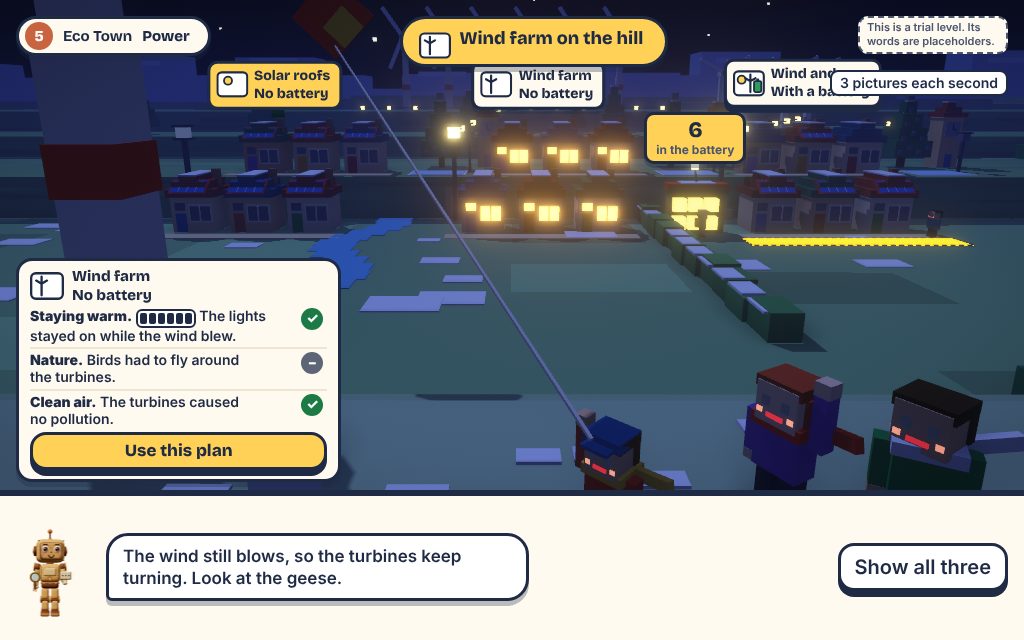 5 Eco Town Power
Wind farm on the hill
This is a trial level. Its
words are placeholders.
Solar roofs
No battery
Wind farm
No battery
Wind and
With a
3 pictures each second
6
in the battery
Wind farm
No battery
Staying warm. The lights
stayed on while the wind blew.
Nature. Birds had to fly around
the turbines.
Clean air. The turbines caused
no pollution.
Use this plan
The wind still blows, so the turbines keep
turning. Look at the geese.
Show all three